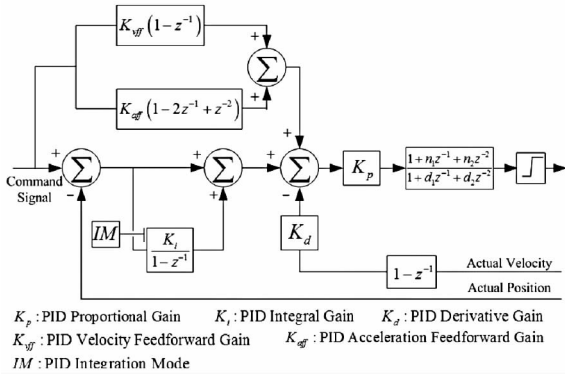 K_vff(1-z^-1)
+
Σ
+
K_aff(1-2z^-1+z^-2)
+
+ Σ + Σ + Σ K_p (1+n_1z^-1+n_2z^-2)/(1+d_1z^-1+d_2z^-2)
Command
Signal
- + -
IM K_i/(1-z^-1) K_d
1-z^-1 Actual Velocity
Actual Position
K_p : PID Proportional Gain K_i : PID Integral Gain K_d : PID Derivative Gain
K_vff : PID Velocity Feedforward Gain K_aff : PID Acceleration Feedforward Gain
IM : PID Integration Mode